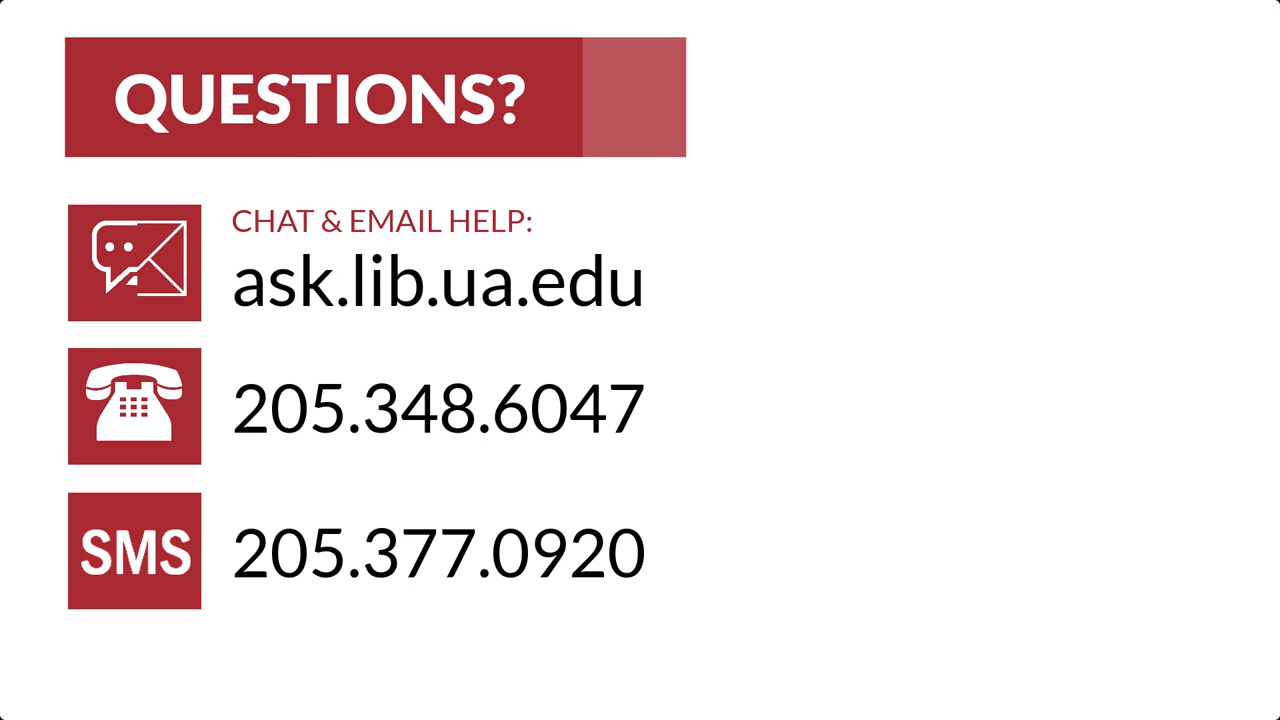 QUESTIONS?
CHAT & EMAIL HELP:
ask.lib.ua.edu
205.348.6047
SMS
205.377.0920